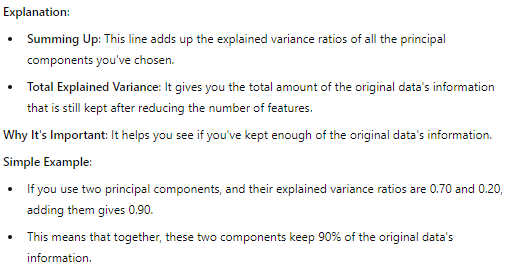 Explanation:
• Summing Up: This line adds up the explained variance ratios of all the principal
components you've chosen.
• Total Explained Variance: It gives you the total amount of the original data's information
that is still kept after reducing the number of features.
Why It's Important: It helps you see if you've kept enough of the original data's information.
Simple Example:
• If you use two principal components, and their explained variance ratios are 0.70 and 0.20,
adding them gives 0.90.
• This means that together, these two components keep 90% of the original data's
information.